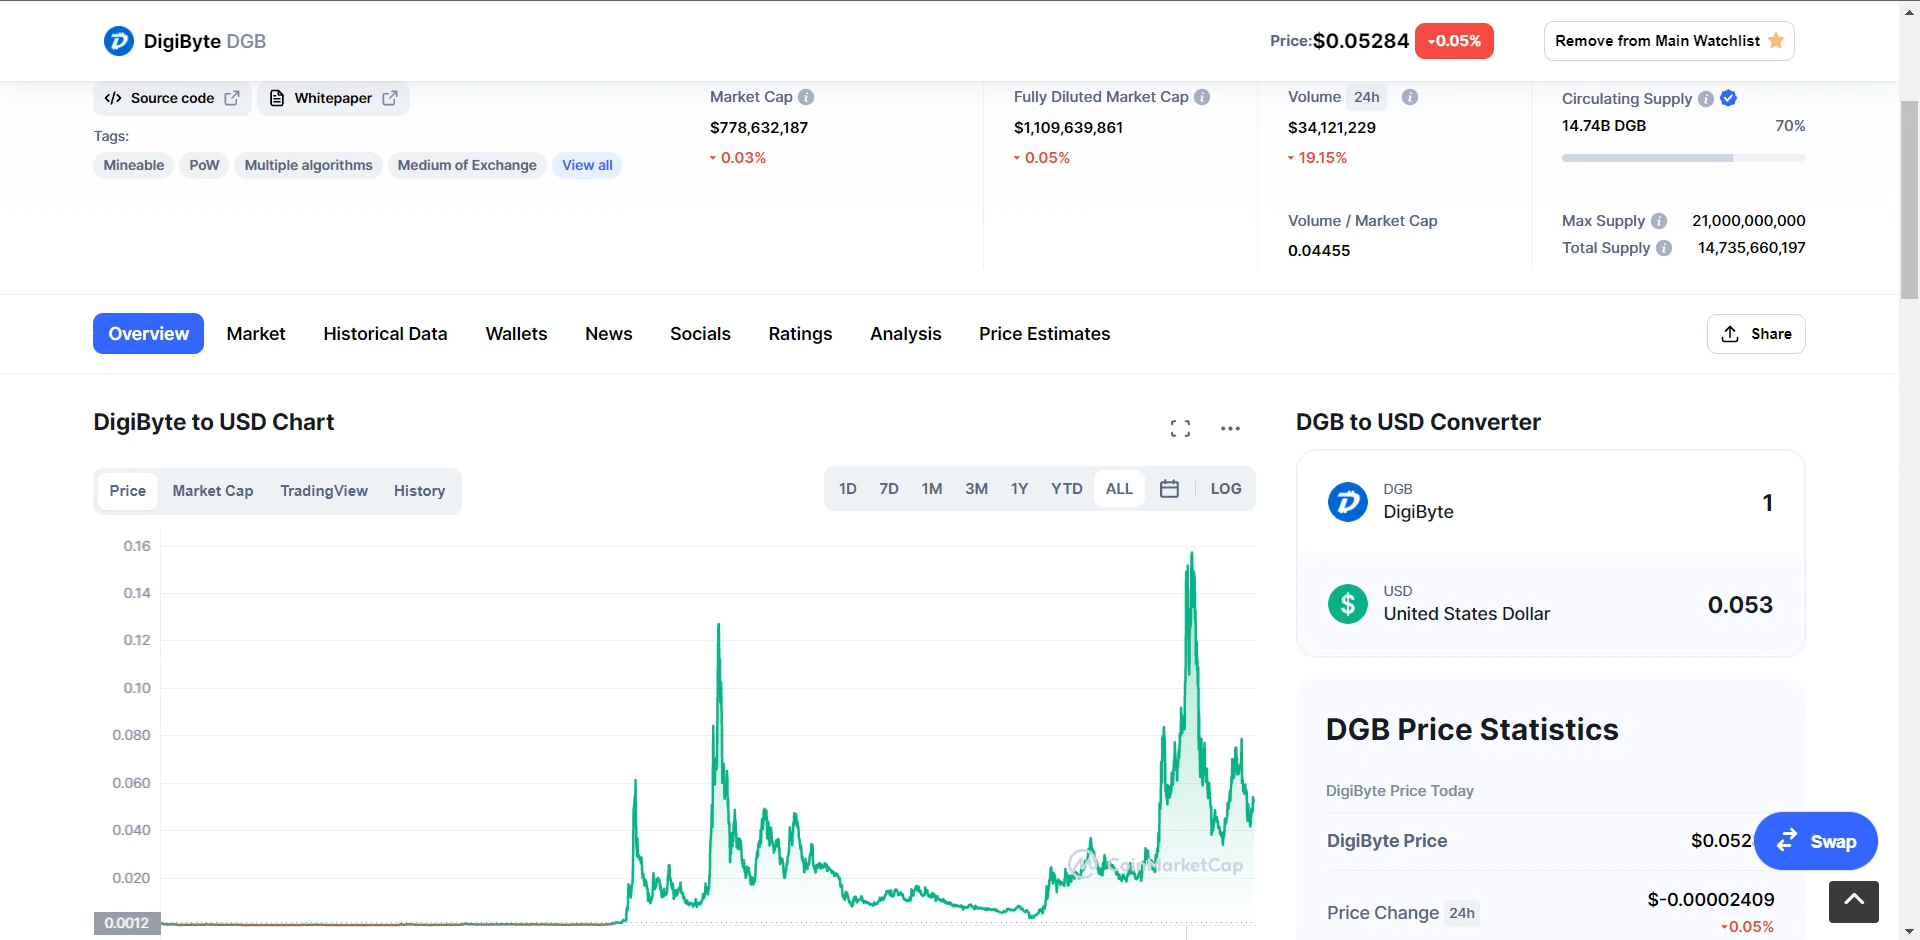 DigiByte DGB
Price:$0.05284 0.05% Remove from Main Watchlist
Source code Whitepaper
Tags:
Mineable PoW Multiple algorithms Medium of Exchange View all
Market Cap
$778,632,187
0.03%
Fully Diluted Market Cap
$1,109,639,861
0.05%
Volume 24h
$34,121,229
19.15%
Volume / Market Cap
0.04455
Circulating Supply
14.74B DGB 70%
Max Supply 21,000,000,000
Total Supply 14,735,660,197
Overview Market Historical Data Wallets News Socials Ratings Analysis Price Estimates Share
DigiByte to USD Chart
Price Market Cap TradingView History
1D 7D 1M 3M 1Y YTD ALL LOG
0.16
0.14
0.12
0.10
0.080
0.060
0.040
0.020
0.0012
CoinMarketCap
DGB to USD Converter
DGB
DigiByte 1
USD
United States Dollar 0.053
DGB Price Statistics
DigiByte Price Today
DigiByte Price $0.052
Swap
Price Change 24h $-0.00002409
0.05%